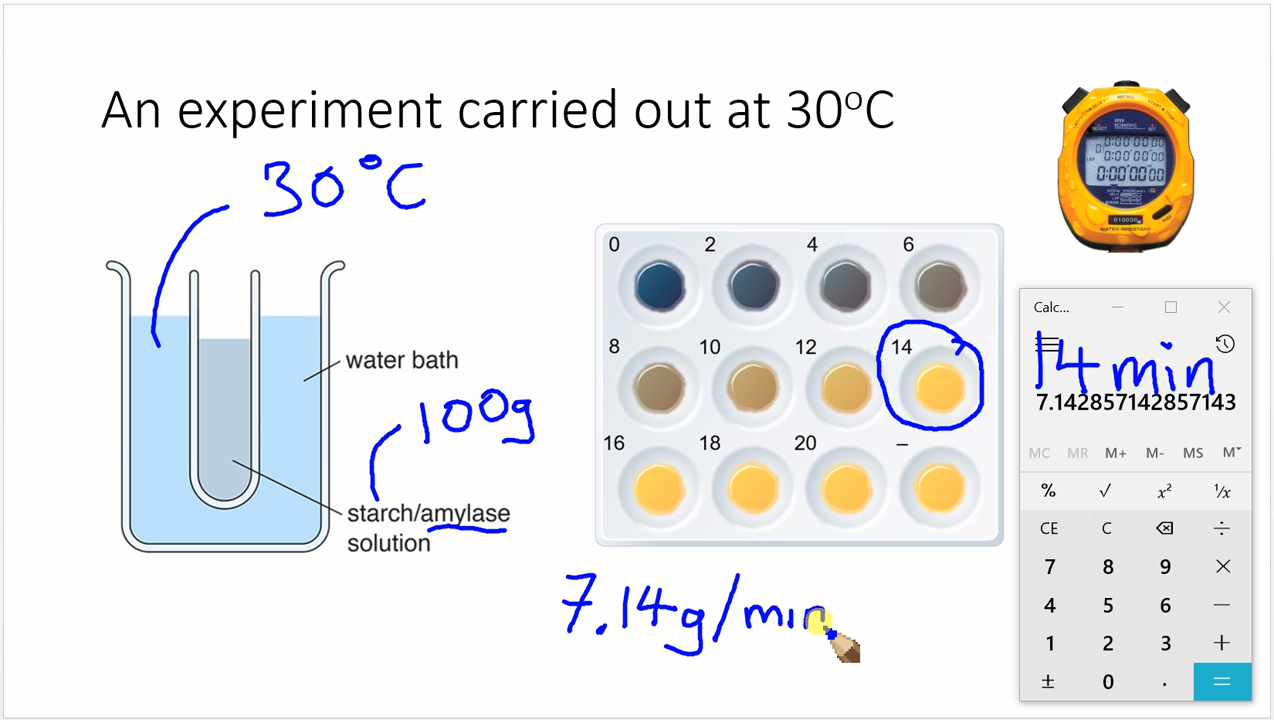 An experiment carried out at 30°C
30°C
water bath
100g
starch/amylase
solution
0 2 4 6
8 10 12 14
16 18 20 –
7.14g/min
Calc...
14min
7.142857142857143
MC MR M+ M- MS M˅
% √ x² ¹/x
CE C ⌫ ÷
7 8 9 ×
4 5 6 −
1 2 3 +
± 0 . =